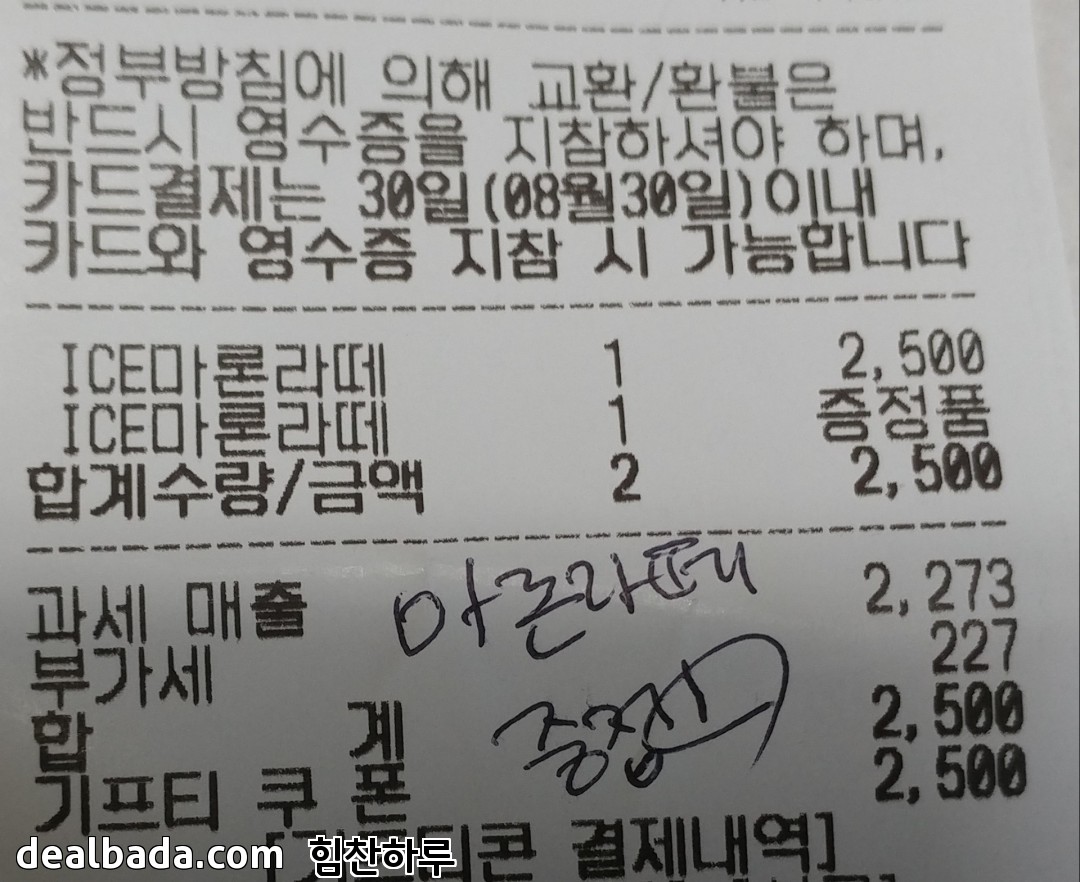 *정부방침에 의해 교환/환불은
반드시 영수증을 지참하셔야 하며,
카드결제는 30일(08월30일)이내
카드와 영수증 지참 시 가능합니다
ICE마론라떼 1 2,500
ICE마론라떼 1 증정품
합계수량/금액 2 2,500
과세 매출 2,273
마론라떼
부가세 227
증정
합 계 2,500
기프티 쿠폰 2,500
결제내역]
dealbada.com 힘찬하루